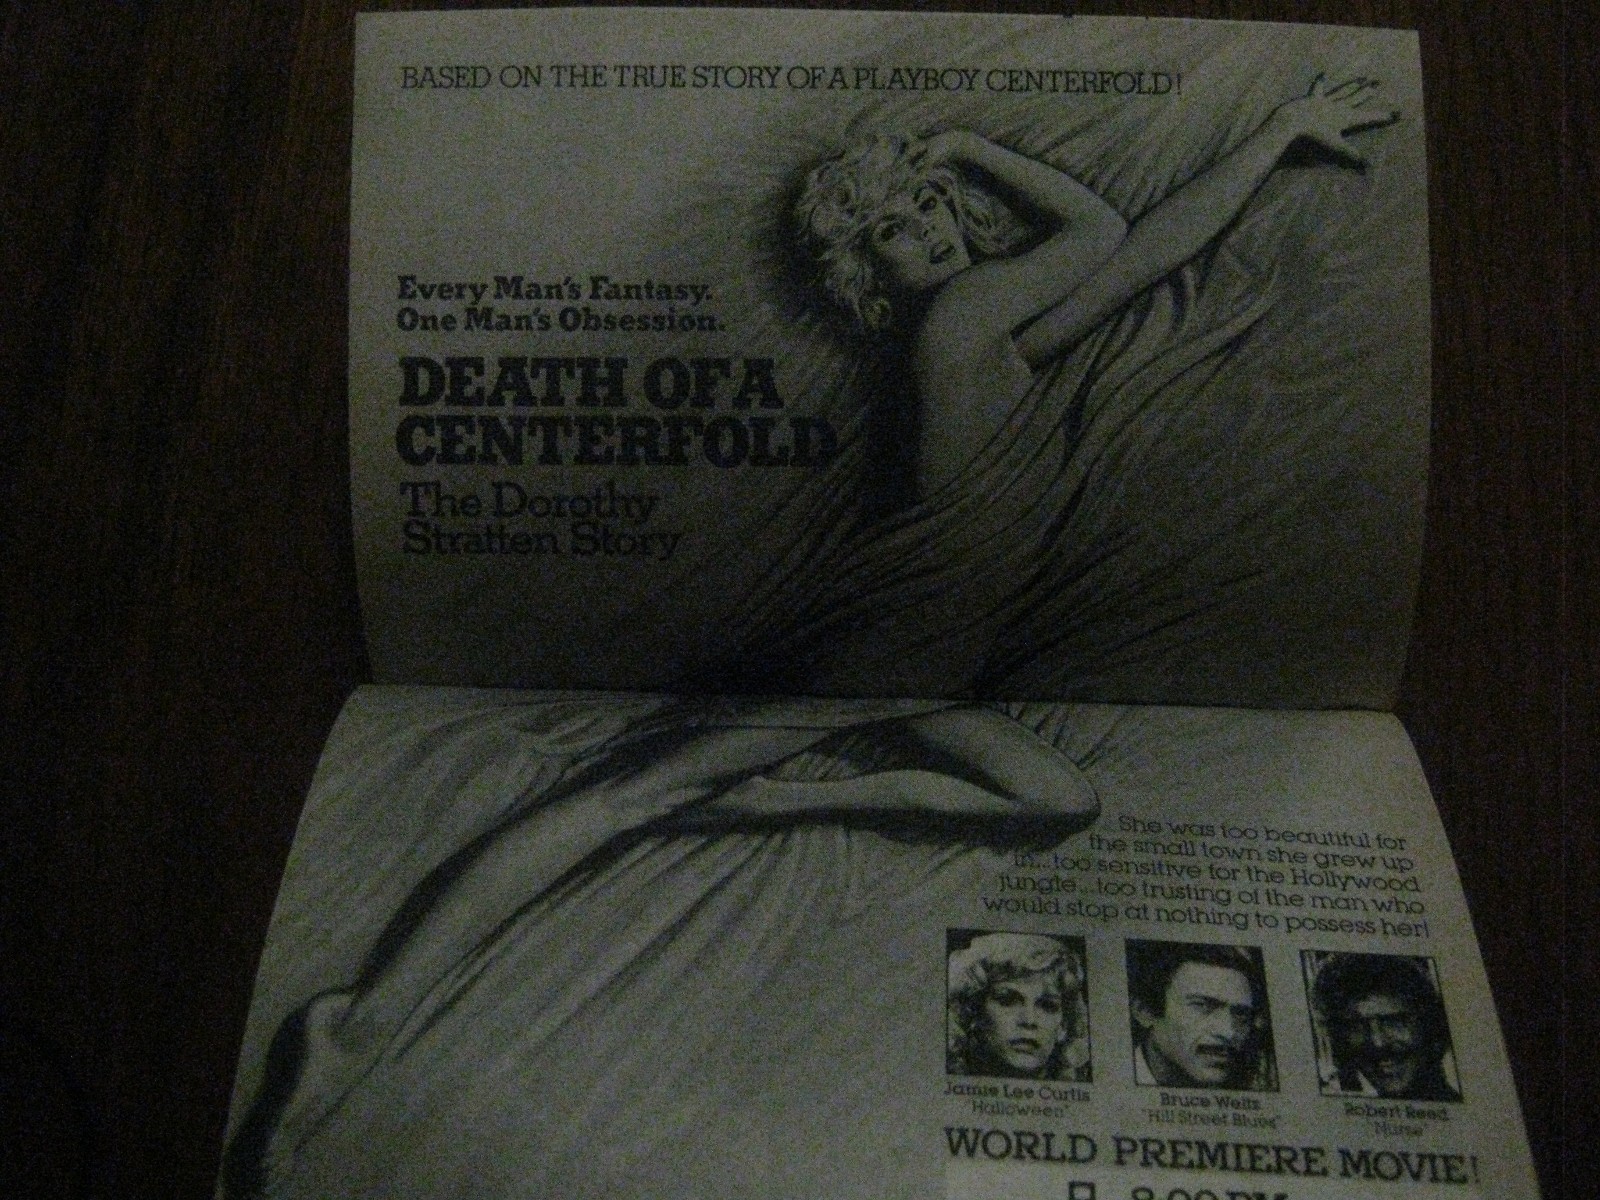 BASED ON THE TRUE STORY OF A PLAYBOY CENTERFOLD!
Every Man's Fantasy.
One Man's Obsession.
DEATH OF A
CENTERFOLD
The Dorothy
Stratten Story
She was too beautiful for
the small town she grew up
in...too sensitive for the Hollywood
jungle...too trusting of the man who
would stop at nothing to possess her!
Jamie Lee Curtis
"Halloween"
Bruce Weitz
"Hill Street Blues"
Robert Reed
"Nurse"
WORLD PREMIERE MOVIE!
8:00 PM